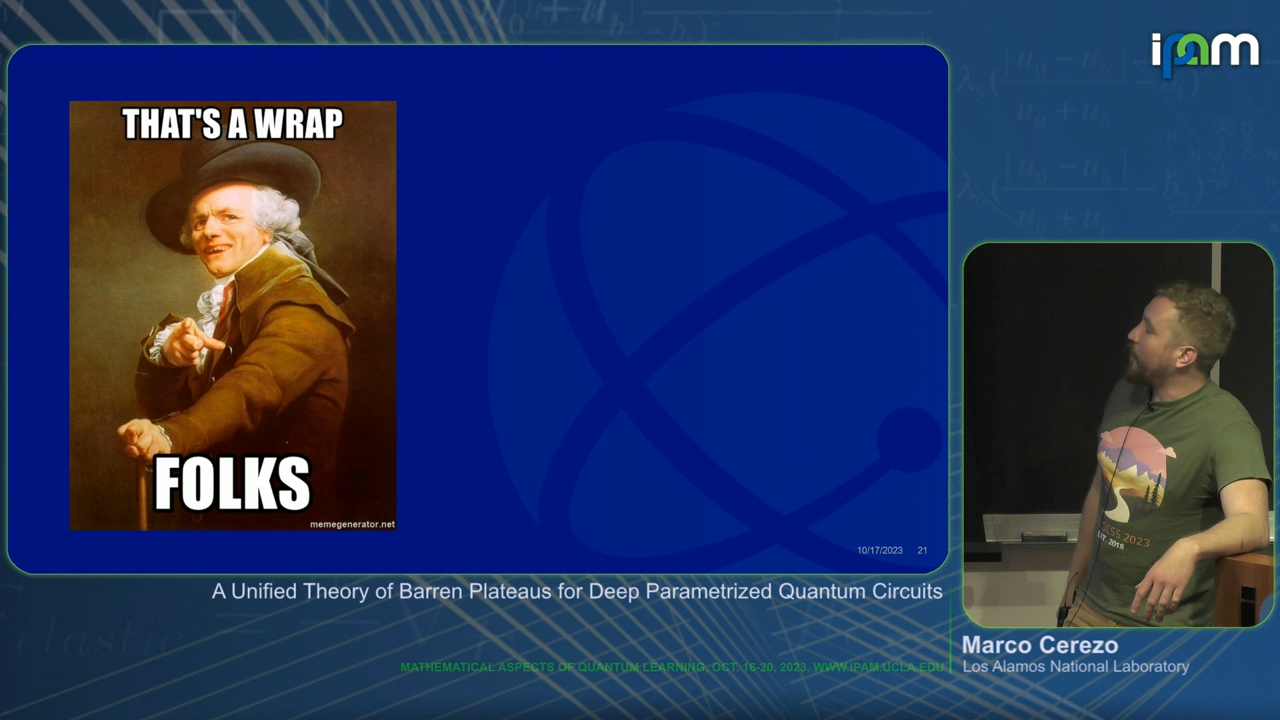 ipam
THAT'S A WRAP
FOLKS
memegenerator.net
10/17/2023 21
A Unified Theory of Barren Plateaus for Deep Parametrized Quantum Circuits
2023
Marco Cerezo
Los Alamos National Laboratory
MATHEMATICAL ASPECTS OF QUANTUM LEARNING, OCT. 16-20, 2023, WWW.IPAM.UCLA.EDU
elastic